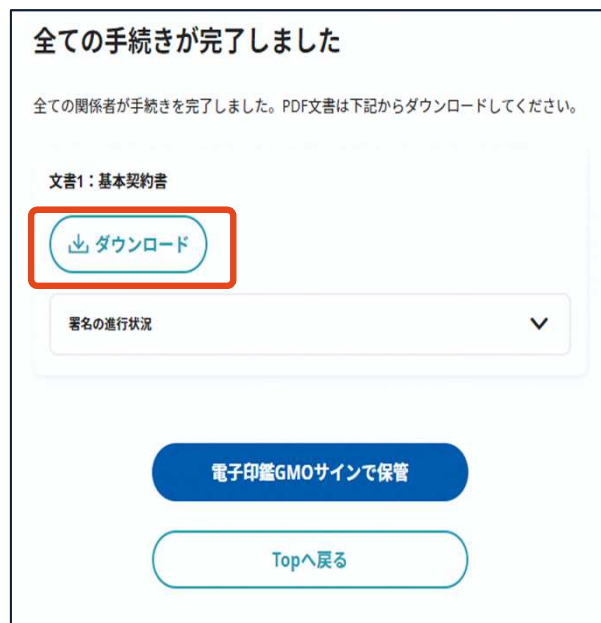 全ての手続きが完了しました
全ての関係者が手続きを完了しました。PDF文書は下記からダウンロードしてください。
文書1：基本契約書
ダウンロード
署名の進行状況
電子印鑑GMOサインで保管
Topへ戻る